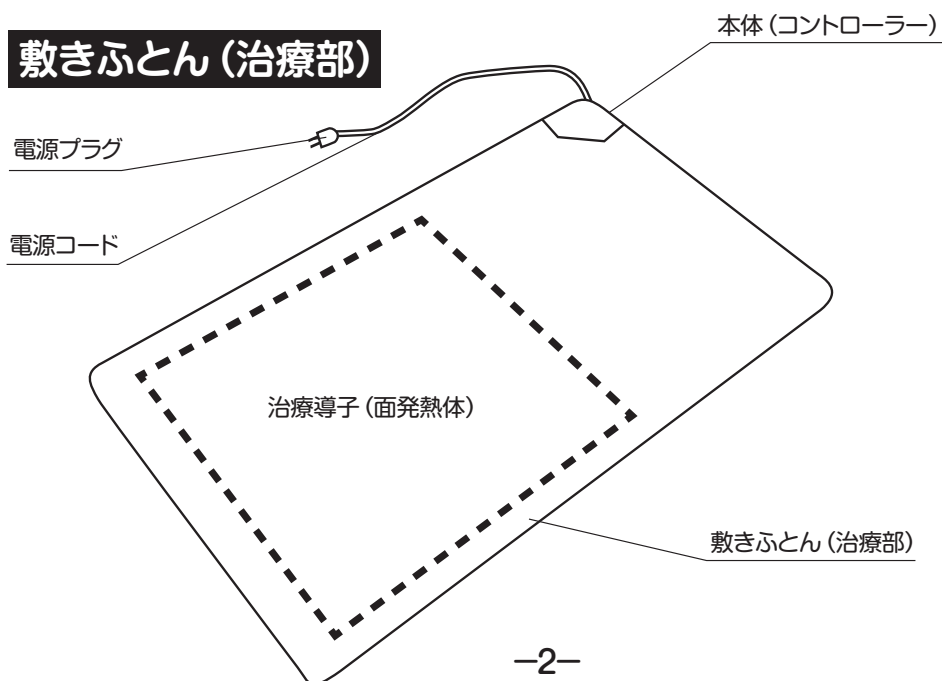 敷きふとん（治療部）
本体（コントローラー）
電源プラグ
電源コード
治療導子（面発熱体）
敷きふとん（治療部）
−2−